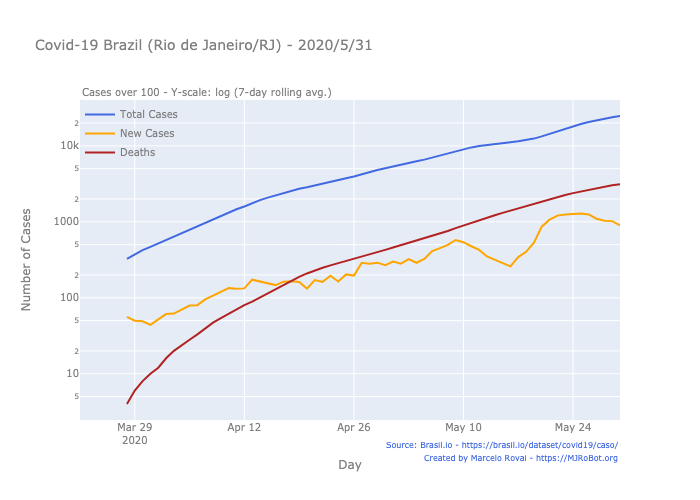 Covid-19 Brazil (Rio de Janeiro/RJ) - 2020/5/31
Cases over 100 - Y-scale: log (7-day rolling avg.)
Total Cases
New Cases
Deaths
Number of Cases
2
10k
5
2
1000
5
2
100
5
2
10
5
Mar 29
2020
Apr 12
Apr 26
May 10
May 24
Day
Source: Brasil.io - https://brasil.io/dataset/covid19/caso/
Created by Marcelo Rovai - https://MJRoBot.org